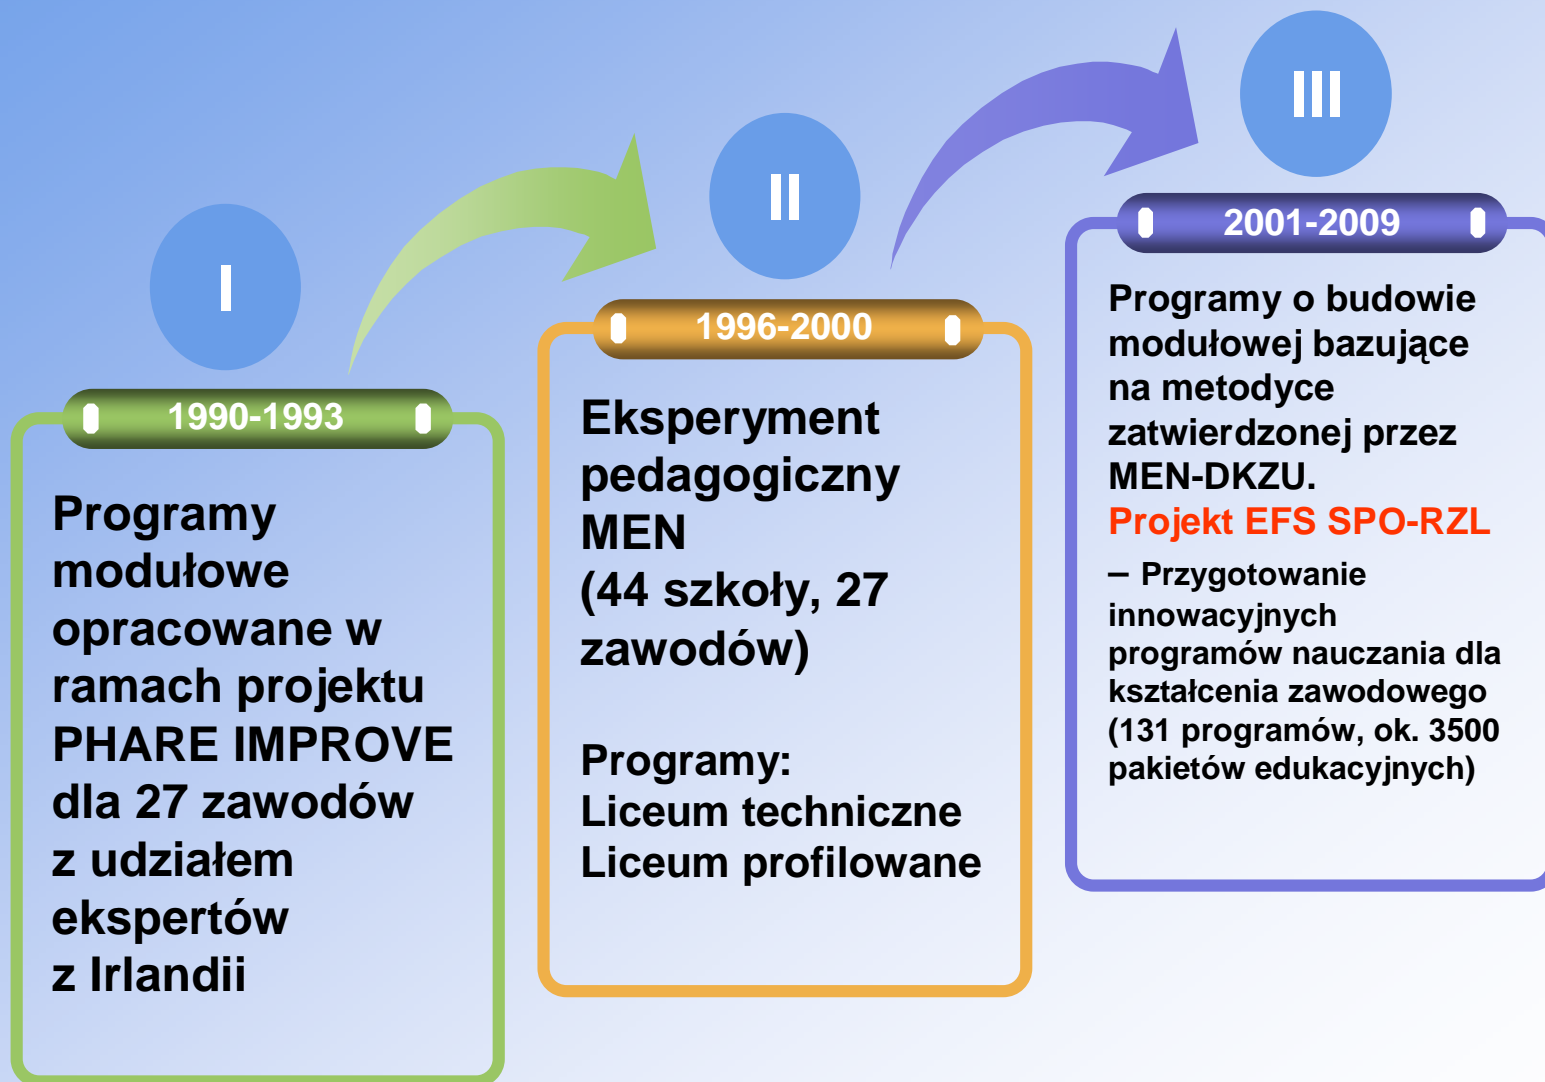 I
1990-1993
Programy
modułowe
opracowane w
ramach projektu
PHARE IMPROVE
dla 27 zawodów
z udziałem
ekspertów
z Irlandii
II
1996-2000
Eksperyment
pedagogiczny
MEN
(44 szkoły, 27
zawodów)
Programy:
Liceum techniczne
Liceum profilowane
III
2001-2009
Programy o budowie
modułowej bazujące
na metodyce
zatwierdzonej przez
MEN-DKZU.
Projekt EFS SPO-RZL
– Przygotowanie
innowacyjnych
programów nauczania dla
kształcenia zawodowego
(131 programów, ok. 3500
pakietów edukacyjnych)